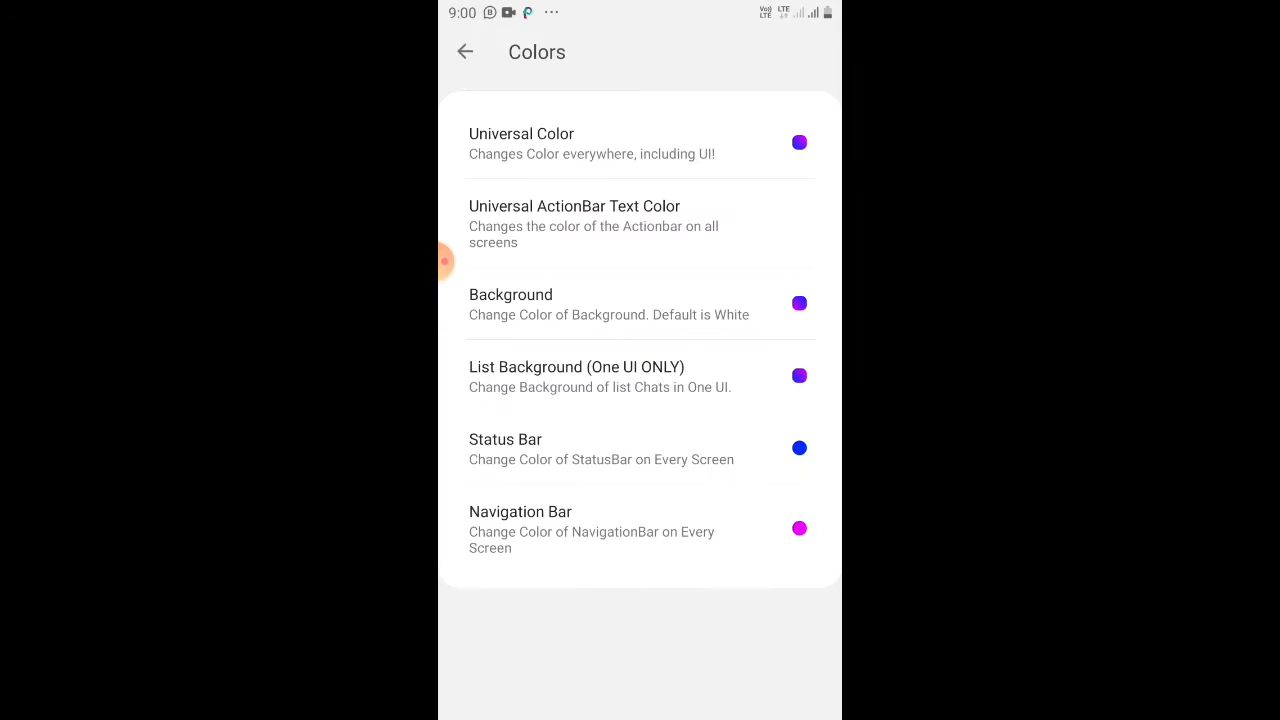 9:00
VoLTE LTE
Colors
Universal Color
Changes Color everywhere, including UI!
Universal ActionBar Text Color
Changes the color of the Actionbar on all
screens
Background
Change Color of Background. Default is White
List Background (One UI ONLY)
Change Background of list Chats in One UI.
Status Bar
Change Color of StatusBar on Every Screen
Navigation Bar
Change Color of NavigationBar on Every
Screen